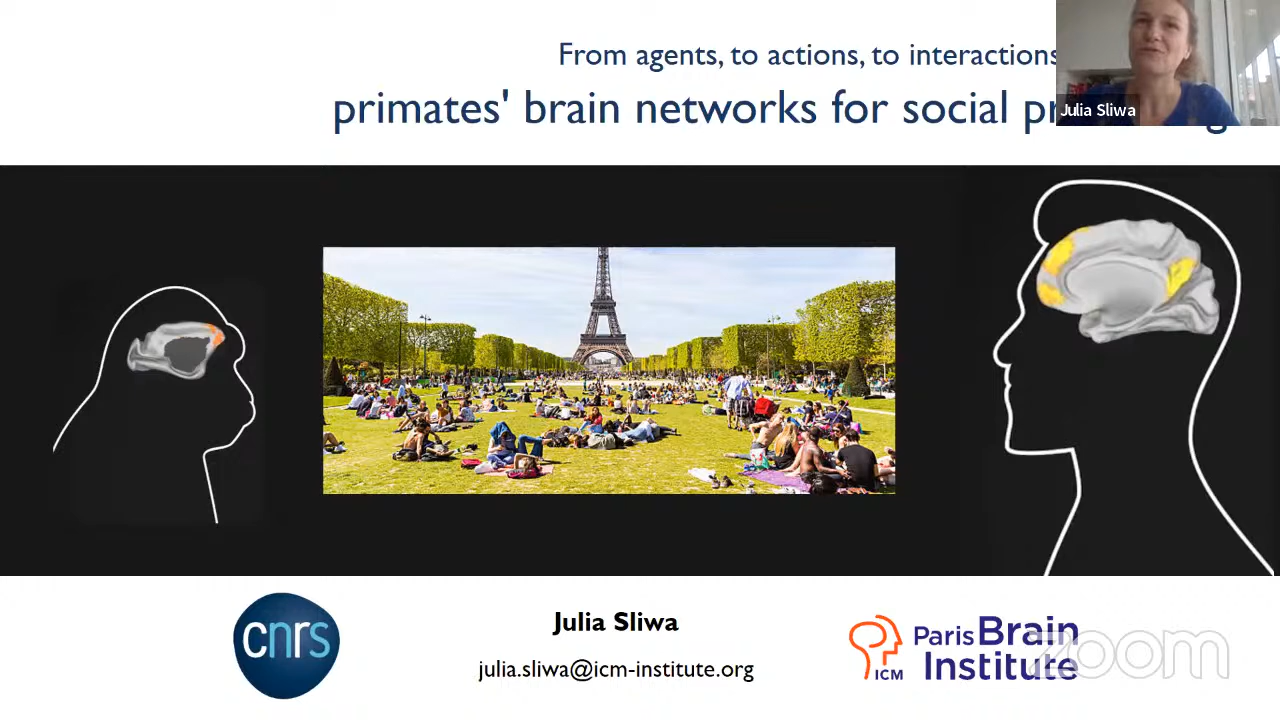 From agents, to actions, to interactions
primates' brain networks for social
Julia Sliwa
cnrs
Julia Sliwa
julia.sliwa@icm-institute.org
ICM
Paris Brain
Institute
zoom